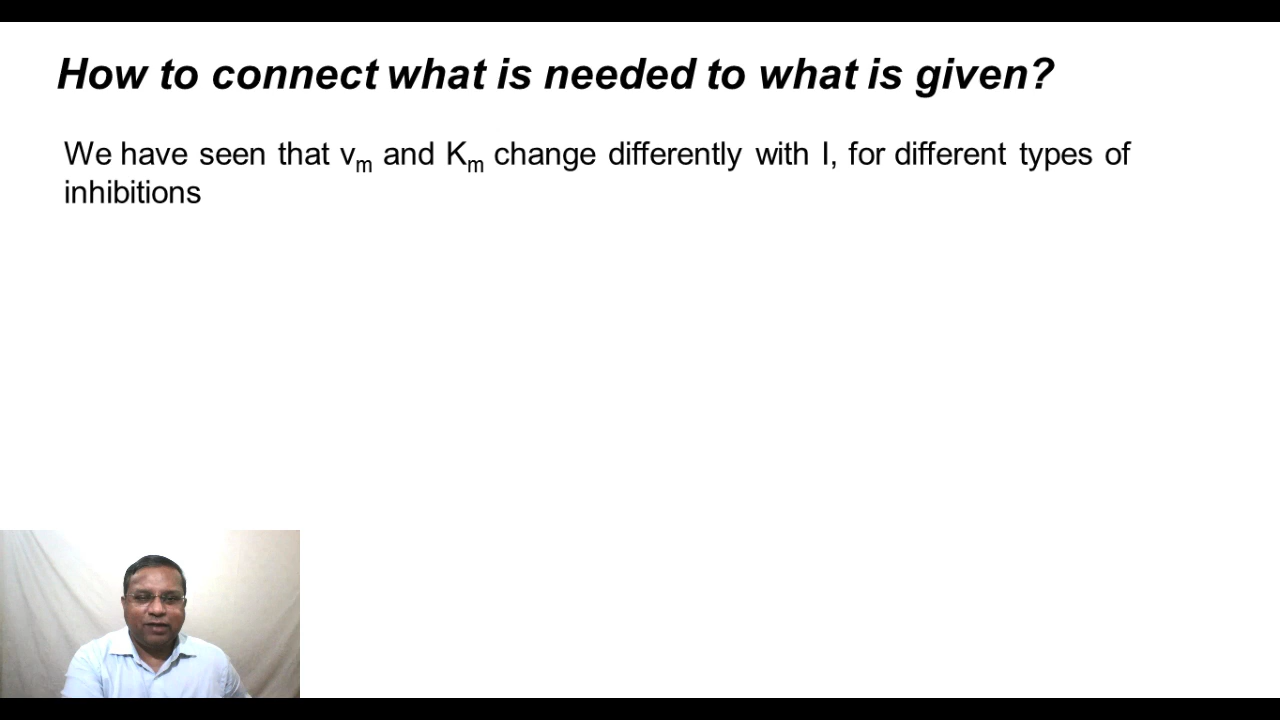 How to connect what is needed to what is given?
We have seen that vm and Km change differently with I, for different types of
inhibitions